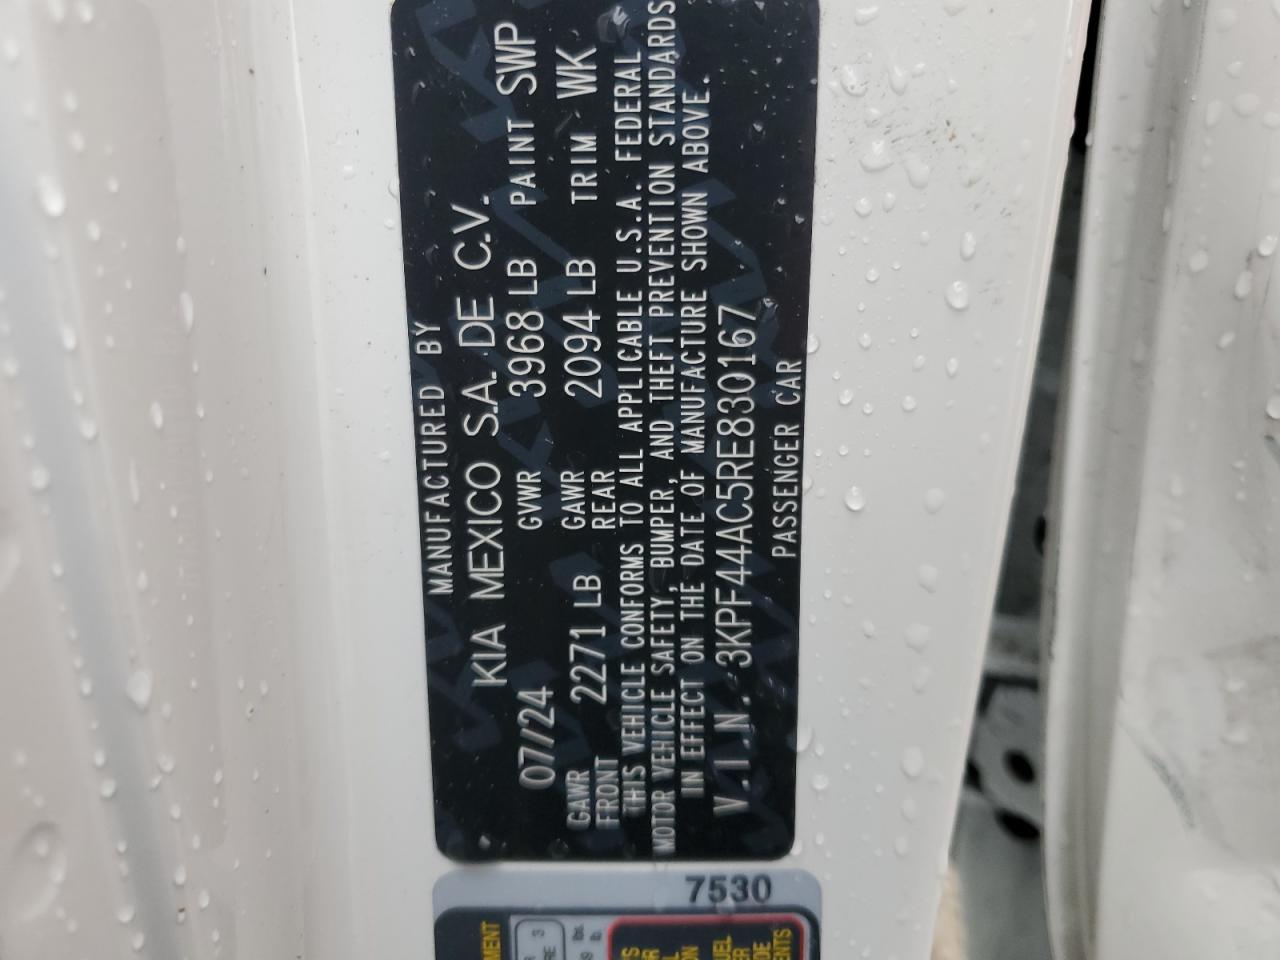 MANUFACTURED BY
KIA MEXICO S.A. DE C.V.
07/24 GVWR 3968 LB PAINT SWP
GAWR FRONT 2271 LB GAWR REAR 2094 LB TRIM WK
THIS VEHICLE CONFORMS TO ALL APPLICABLE U.S.A. FEDERAL
MOTOR VEHICLE SAFETY, BUMPER, AND THEFT PREVENTION STANDARDS
IN EFFECT ON THE DATE OF MANUFACTURE SHOWN ABOVE.
V.I.N. 3KPF44AC5RE830167
PASSENGER CAR
7530